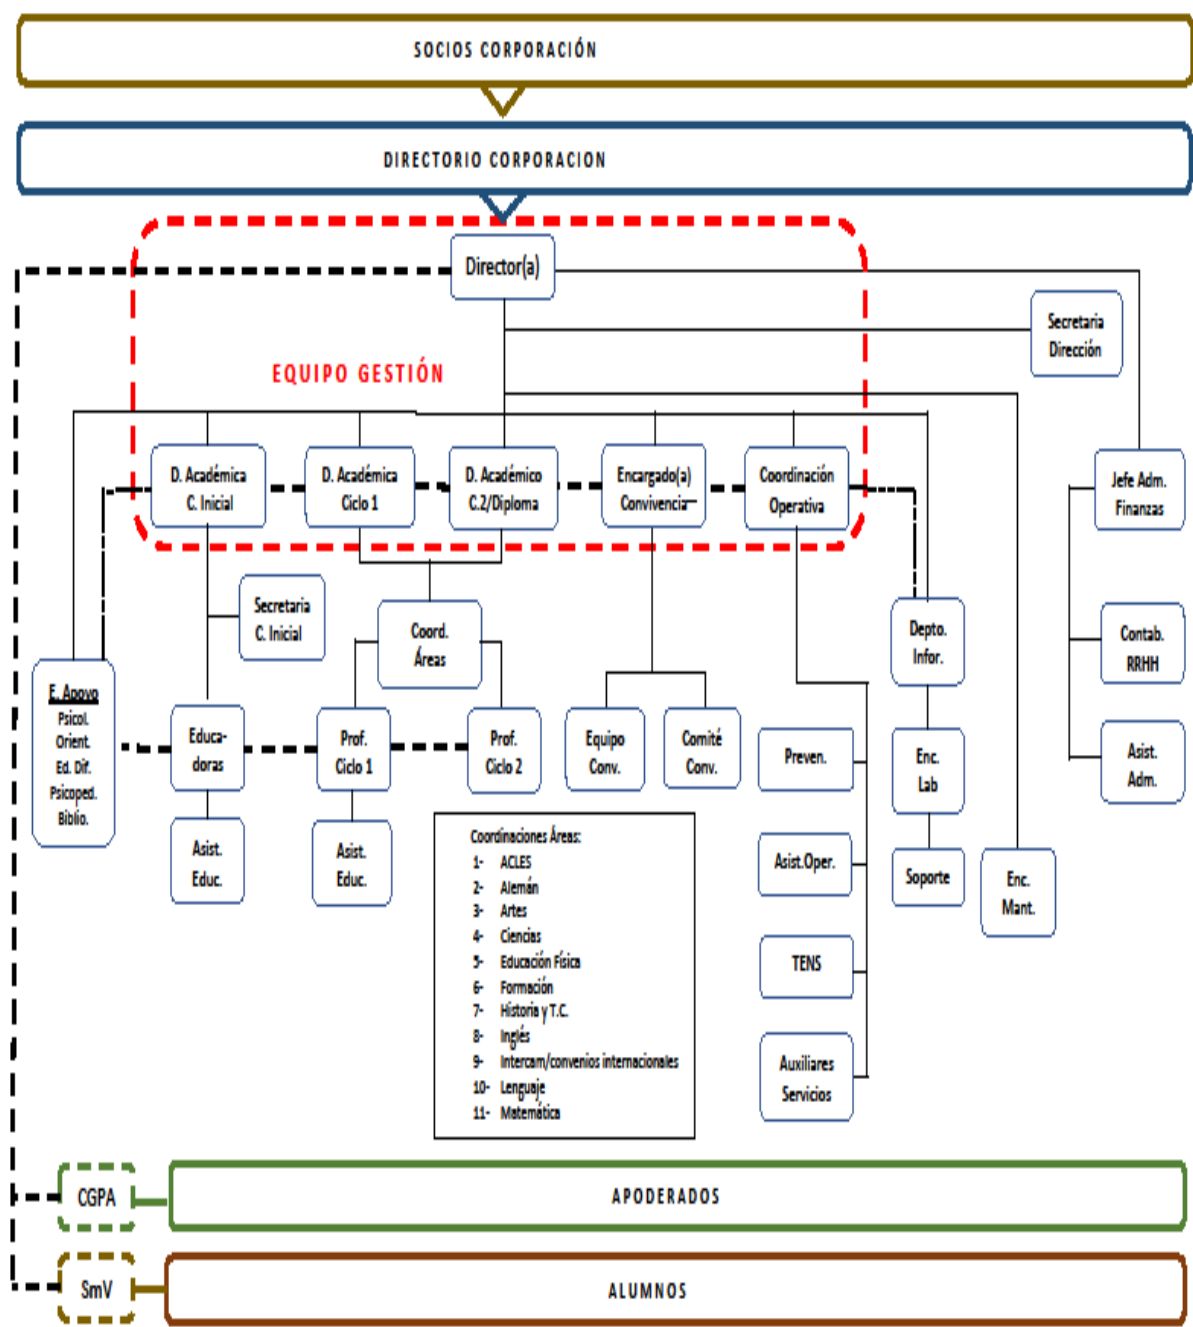 SOCIOS CORPORACIÓN
DIRECTORIO CORPORACION
Director(a)
Secretaria
Dirección
EQUIPO GESTIÓN
D. Académica
C. Inicial
D. Académica
Ciclo 1
D. Académico
C.2/Diploma
Encargado(a)
Convivencia
Coordinación
Operativa
Jefe Adm.
Finanzas
Secretaria
C. Inicial
Coord.
Áreas
Depto.
Infor.
Contab.
RRHH
E. Apoyo
Psicol.
Orient.
Ed. Dif.
Psicoped.
Biblio.
Educa-
doras
Prof.
Ciclo 1
Prof.
Ciclo 2
Equipo
Conv.
Comité
Conv.
Preven.
Enc.
Lab
Asist.
Adm.
Asist.
Educ.
Asist.
Educ.
Coordinaciones Áreas:
1- ACLES
2- Alemán
3- Artes
4- Ciencias
5- Educación Física
6- Formación
7- Historia y T.C.
8- Inglés
9- Intercam/convenios internacionales
10- Lenguaje
11- Matemática
Asist.Oper.
Soporte
Enc.
Mant.
TENS
Auxiliares
Servicios
CGPA
APODERADOS
SmV
ALUMNOS